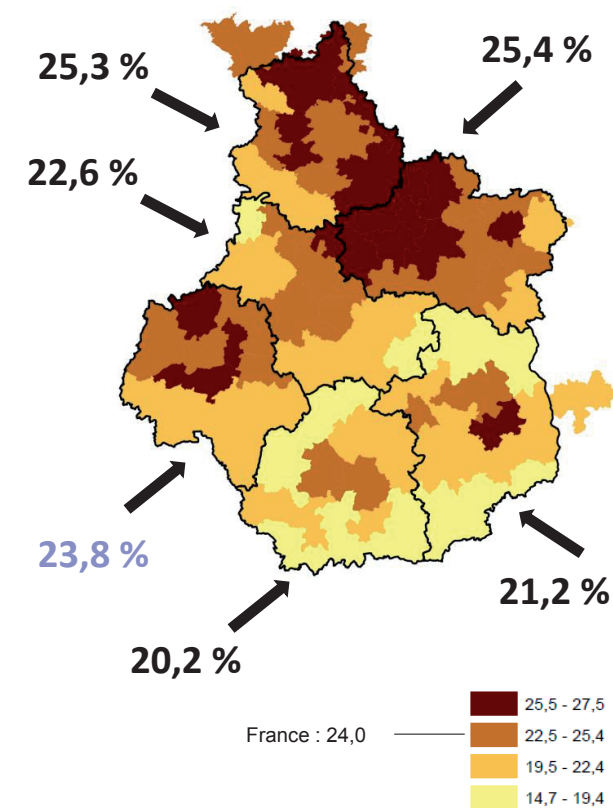 25,4 %
25,3 %
22,6 %
23,8 %
21,2 %
20,2 %
France : 24,0
25,5 - 27,5
22,5 - 25,4
19,5 - 22,4
14,7 - 19,4